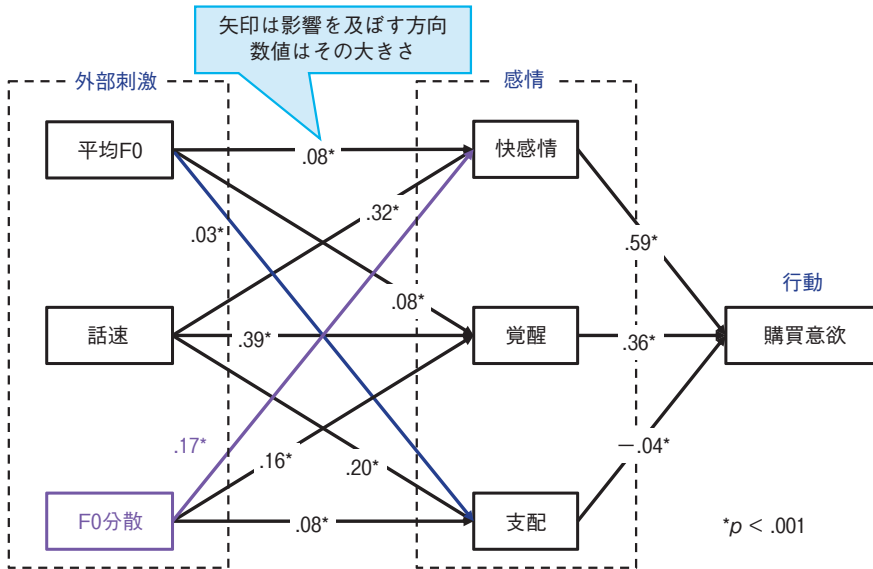 矢印は影響を及ぼす方向
数値はその大きさ
外部刺激
感情
平均F0
.08*
快感情
.32*
.03*
.59*
行動
.08*
話速
.39*
覚醒
.36*
購買意欲
.17*
.16*
.20*
−.04*
F0分散
.08*
支配
*p < .001